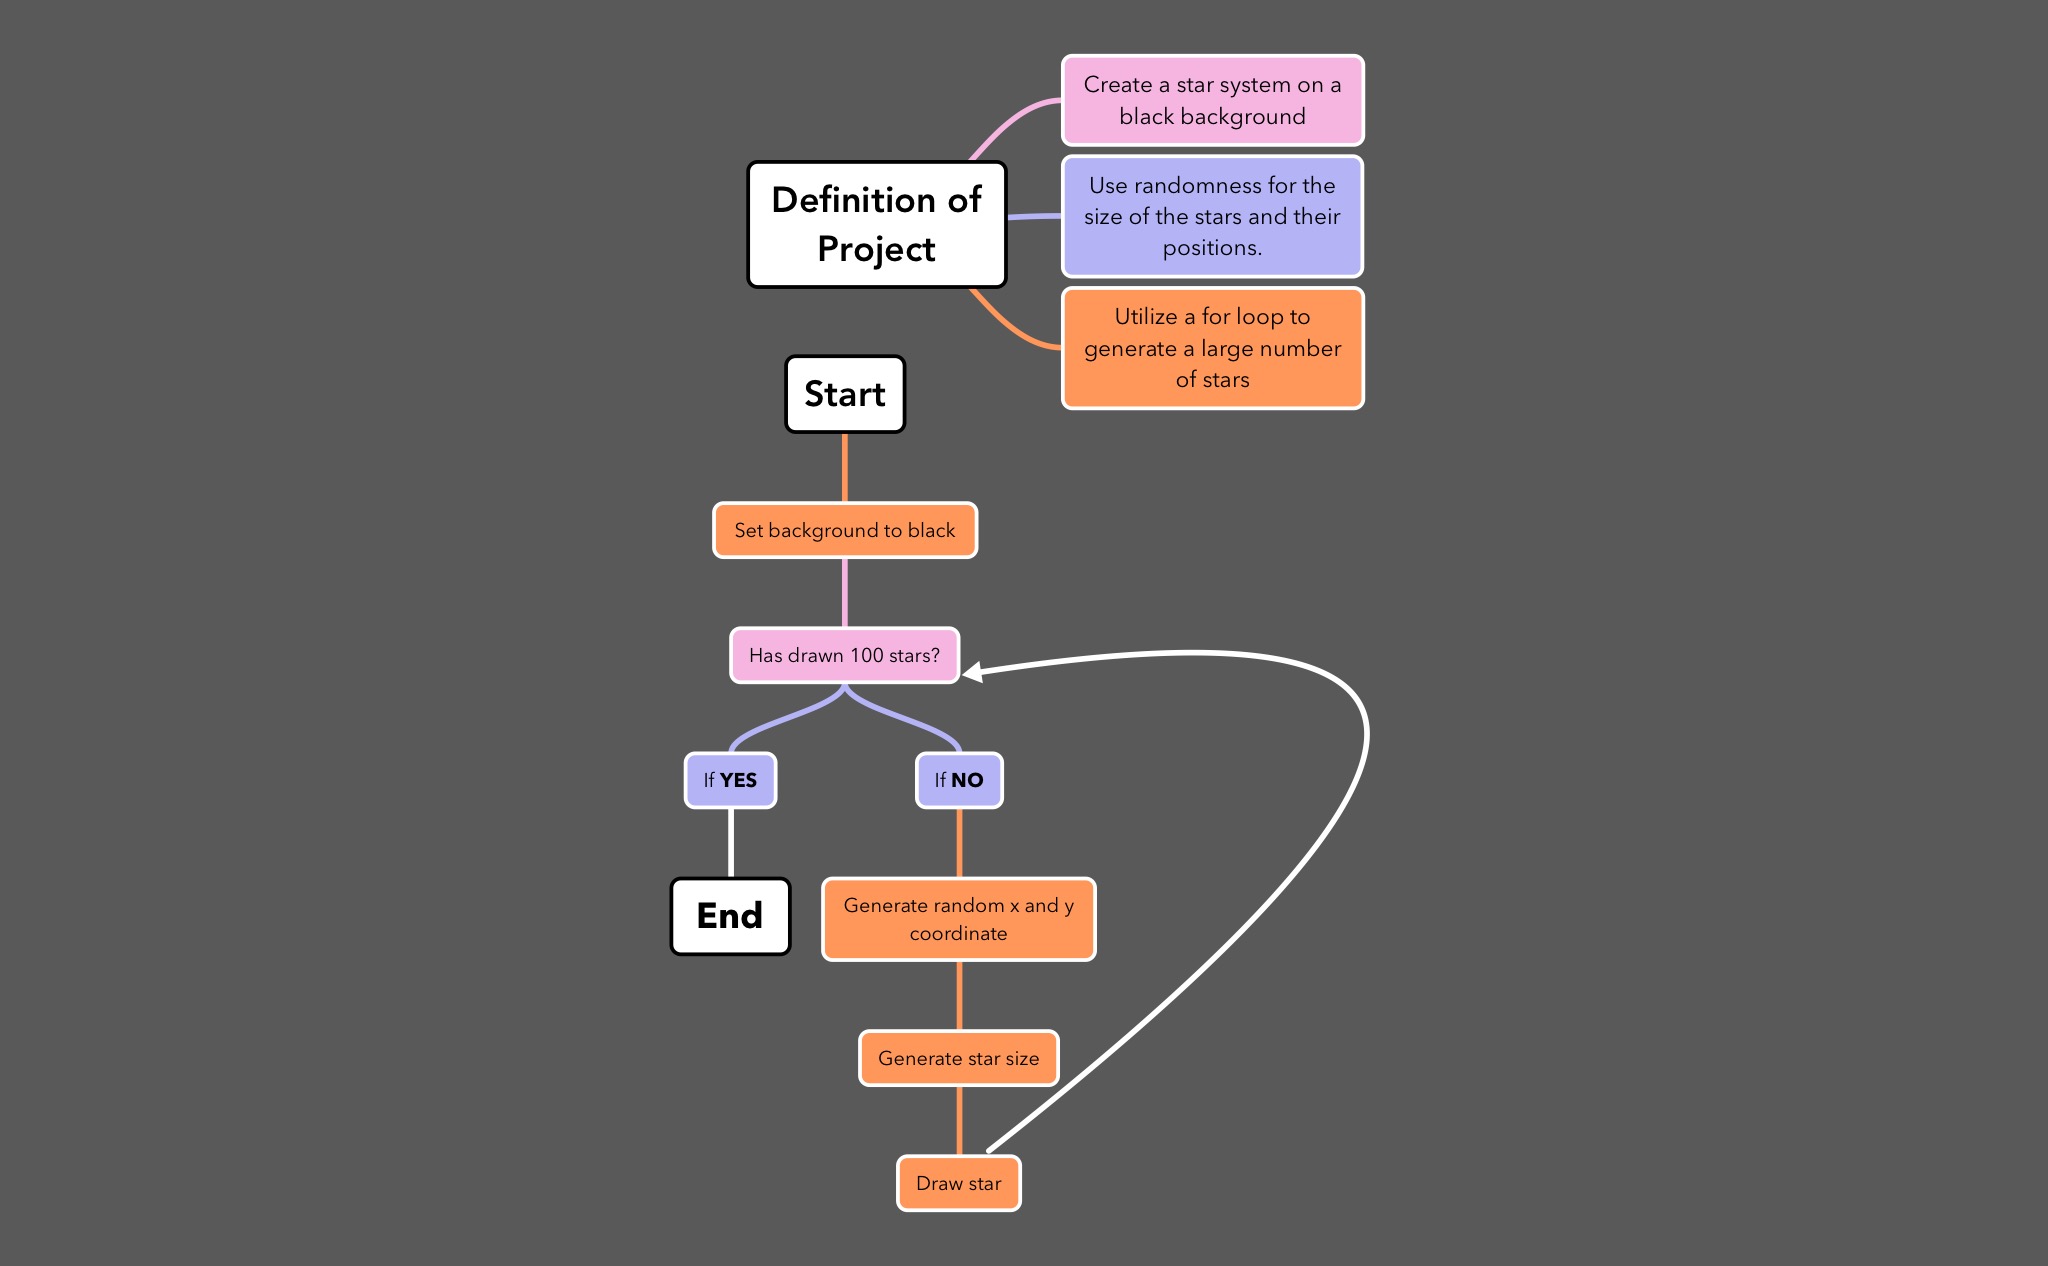 Create a star system on a
black background
Definition of
Project
Use randomness for the
size of the stars and their
positions.
Utilize a for loop to
generate a large number
of stars
Start
Set background to black
Has drawn 100 stars?
If YES
If NO
End
Generate random x and y
coordinate
Generate star size
Draw star